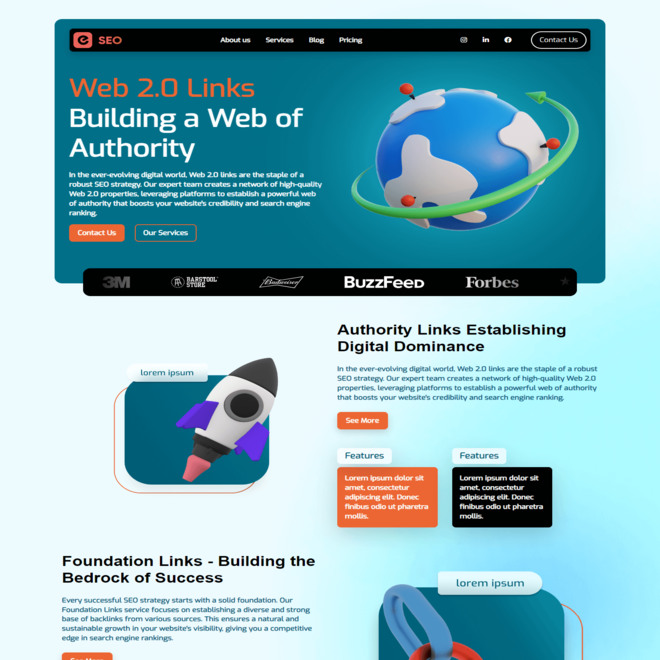 SEO
About us Services Blog Pricing
Contact Us
Web 2.0 Links
Building a Web of
Authority
In the ever-evolving digital world, Web 2.0 links are the staple of a
robust SEO strategy. Our expert team creates a network of high-quality
Web 2.0 properties, leveraging platforms to establish a powerful web
of authority that boosts your website's credibility and search engine
ranking.
Contact Us Our Services
3M BARSTOOL STORE Budweiser BuzzFeed Forbes
Authority Links Establishing
Digital Dominance
In the ever-evolving digital world, Web 2.0 links are the staple of a robust
SEO strategy. Our expert team creates a network of high-quality Web 2.0
properties, leveraging platforms to establish a powerful web of authority
that boosts your website's credibility and search engine ranking.
See More
lorem ipsum
Features Features
Lorem ipsum dolor sit
amet, consectetur
adipiscing elit. Donec
finibus odio ut pharetra
mollis.
Lorem ipsum dolor sit
amet, consectetur
adipiscing elit. Donec
finibus odio ut pharetra
mollis.
Foundation Links - Building the
Bedrock of Success
Every successful SEO strategy starts with a solid foundation. Our
Foundation Links service focuses on establishing a diverse and strong
base of backlinks from various sources. This ensures a natural and
sustainable growth in your website's visibility, giving you a competitive
edge in search engine rankings.
See More
lorem ipsum